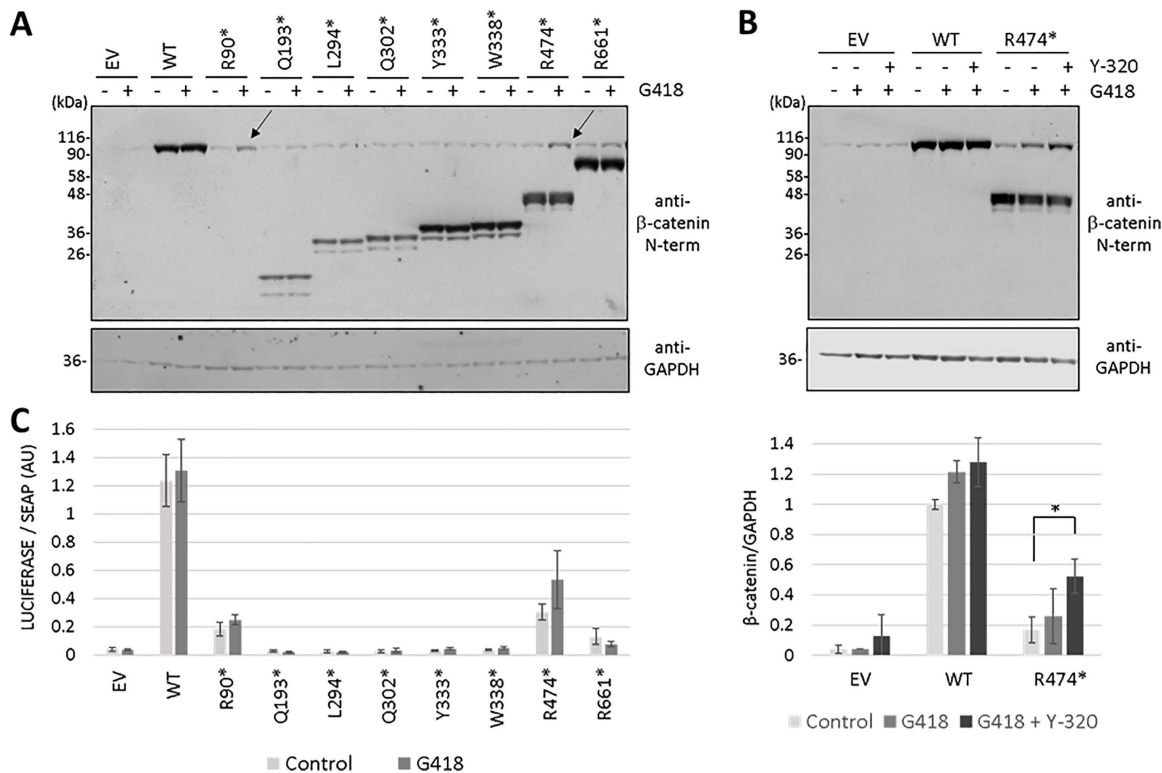 A
EV WT R90* Q193* L294* Q302* Y333* W338* R474* R661*
- + - + - + - + - + - + - + - + - + - + G418
(kDa)
116-
90-
58-
48-
36-
26-
anti-
β-catenin
N-term
36-
anti-
GAPDH
B
EV WT R474*
- - + - - + - - + Y-320
- + + - + + - + + G418
(kDa)
116-
90-
58-
48-
36-
26-
anti-
β-catenin
N-term
36-
anti-
GAPDH
C
LUCIFERASE / SEAP (AU)
1.6
1.4
1.2
1
0.8
0.6
0.4
0.2
0
EV WT R90* Q193* L294* Q302* Y333* W338* R474* R661*
Control G418
β-catenin/GAPDH
1.4
1.2
1
0.8
0.6
0.4
0.2
0
*
EV WT R474*
Control G418 G418 + Y-320